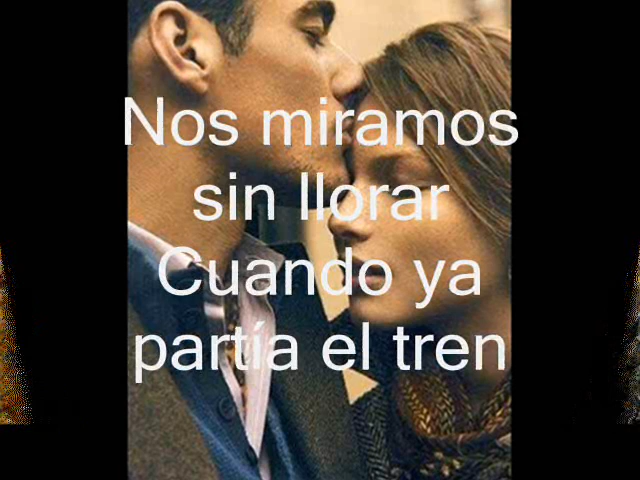 Nos miramos
sin llorar
Cuando ya
partía el tren